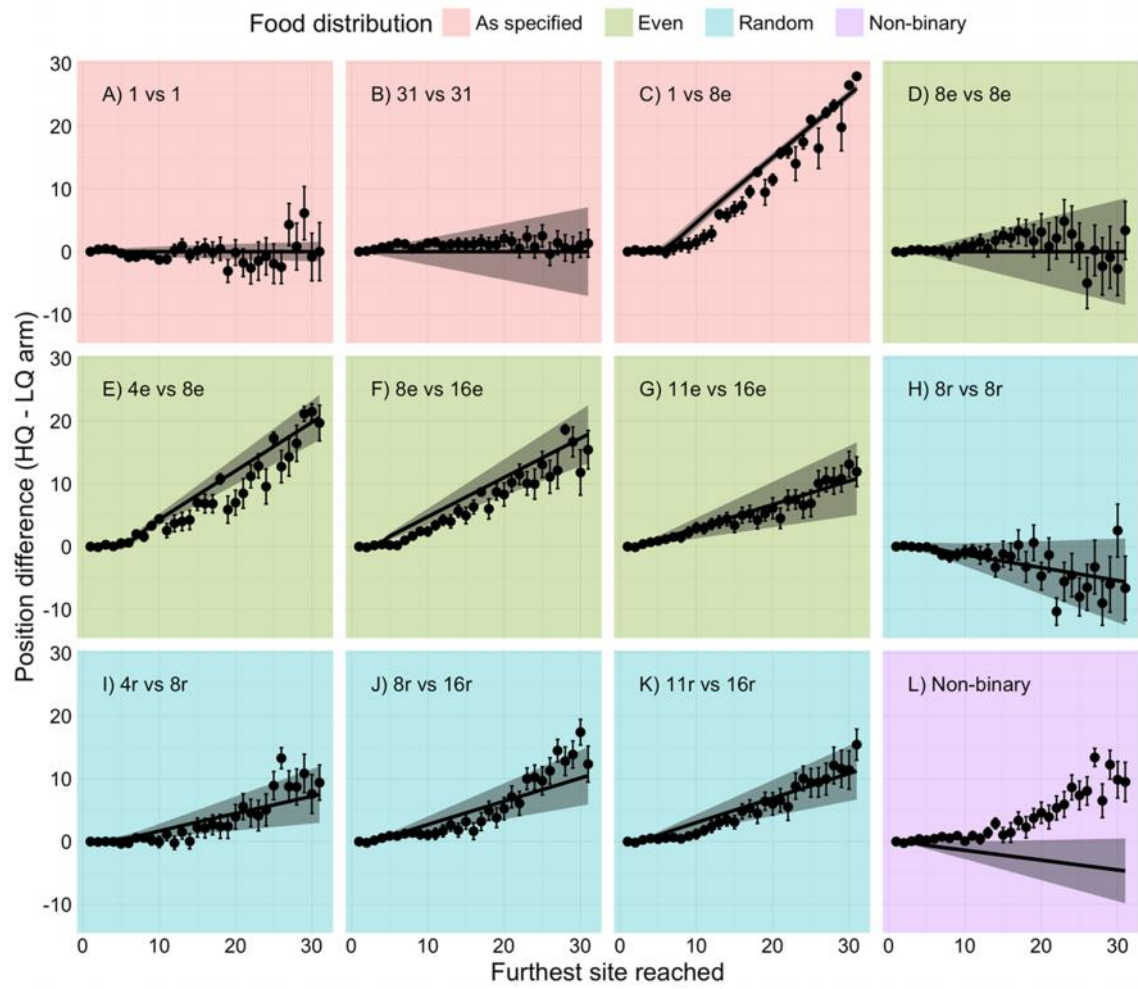 Food distribution As specified Even Random Non-binary
30
20
10
0
-10
A) 1 vs 1
B) 31 vs 31
C) 1 vs 8e
D) 8e vs 8e
Position difference (HQ - LQ arm)
30
20
10
0
-10
E) 4e vs 8e
F) 8e vs 16e
G) 11e vs 16e
H) 8r vs 8r
30
20
10
0
-10
I) 4r vs 8r
J) 8r vs 16r
K) 11r vs 16r
L) Non-binary
0 10 20 30 0 10 20 30 0 10 20 30 0 10 20 30
Furthest site reached